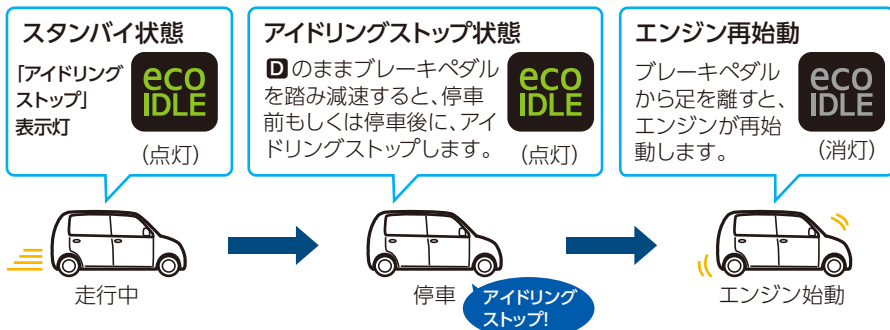 スタンバイ状態
「アイドリング
ストップ」
表示灯
eco
IDLE
(点灯)
アイドリングストップ状態
D のままブレーキペダル
を踏み減速すると、停車
前もしくは停車後に、アイ
ドリングストップします。
eco
IDLE
(点灯)
エンジン再始動
ブレーキペダル
から足を離すと、
エンジンが再始
動します。
eco
IDLE
(消灯)
走行中
停車
アイドリング
ストップ!
エンジン始動